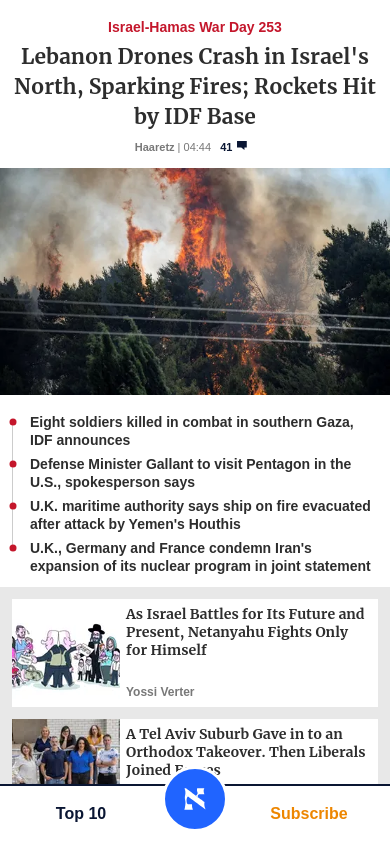 Israel-Hamas War Day 253
Lebanon Drones Crash in Israel's
North, Sparking Fires; Rockets Hit
by IDF Base
Haaretz | 04:44 41
Eight soldiers killed in combat in southern Gaza,
IDF announces
Defense Minister Gallant to visit Pentagon in the
U.S., spokesperson says
U.K. maritime authority says ship on fire evacuated
after attack by Yemen's Houthis
U.K., Germany and France condemn Iran's
expansion of its nuclear program in joint statement
As Israel Battles for Its Future and
Present, Netanyahu Fights Only
for Himself
Yossi Verter
A Tel Aviv Suburb Gave in to an
Orthodox Takeover. Then Liberals
Joined
Top 10
Subscribe